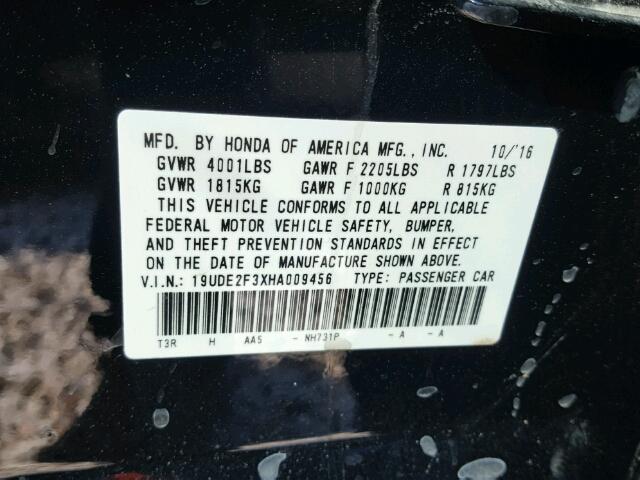 MFD. BY HONDA OF AMERICA MFG., INC. 10/'16
GVWR 4001LBS GAWR F 2205LBS R 1797LBS
GVWR 1815KG GAWR F 1000KG R 815KG
THIS VEHICLE CONFORMS TO ALL APPLICABLE
FEDERAL MOTOR VEHICLE SAFETY, BUMPER,
AND THEFT PREVENTION STANDARDS IN EFFECT
ON THE DATE OF MANUFACTURE SHOWN ABOVE.
V.I.N.: 19UDE2F3XHA009456 TYPE: PASSENGER CAR
T3R H AA5 - NH731P - A - A